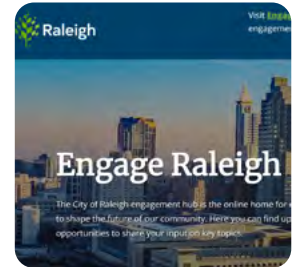 Raleigh
Visit Engag
engagemen
Engage Raleigh
The City of Raleigh engagement hub is the online home for
to shape the future of our community. Here you can find up
opportunities to share your input on key topics.